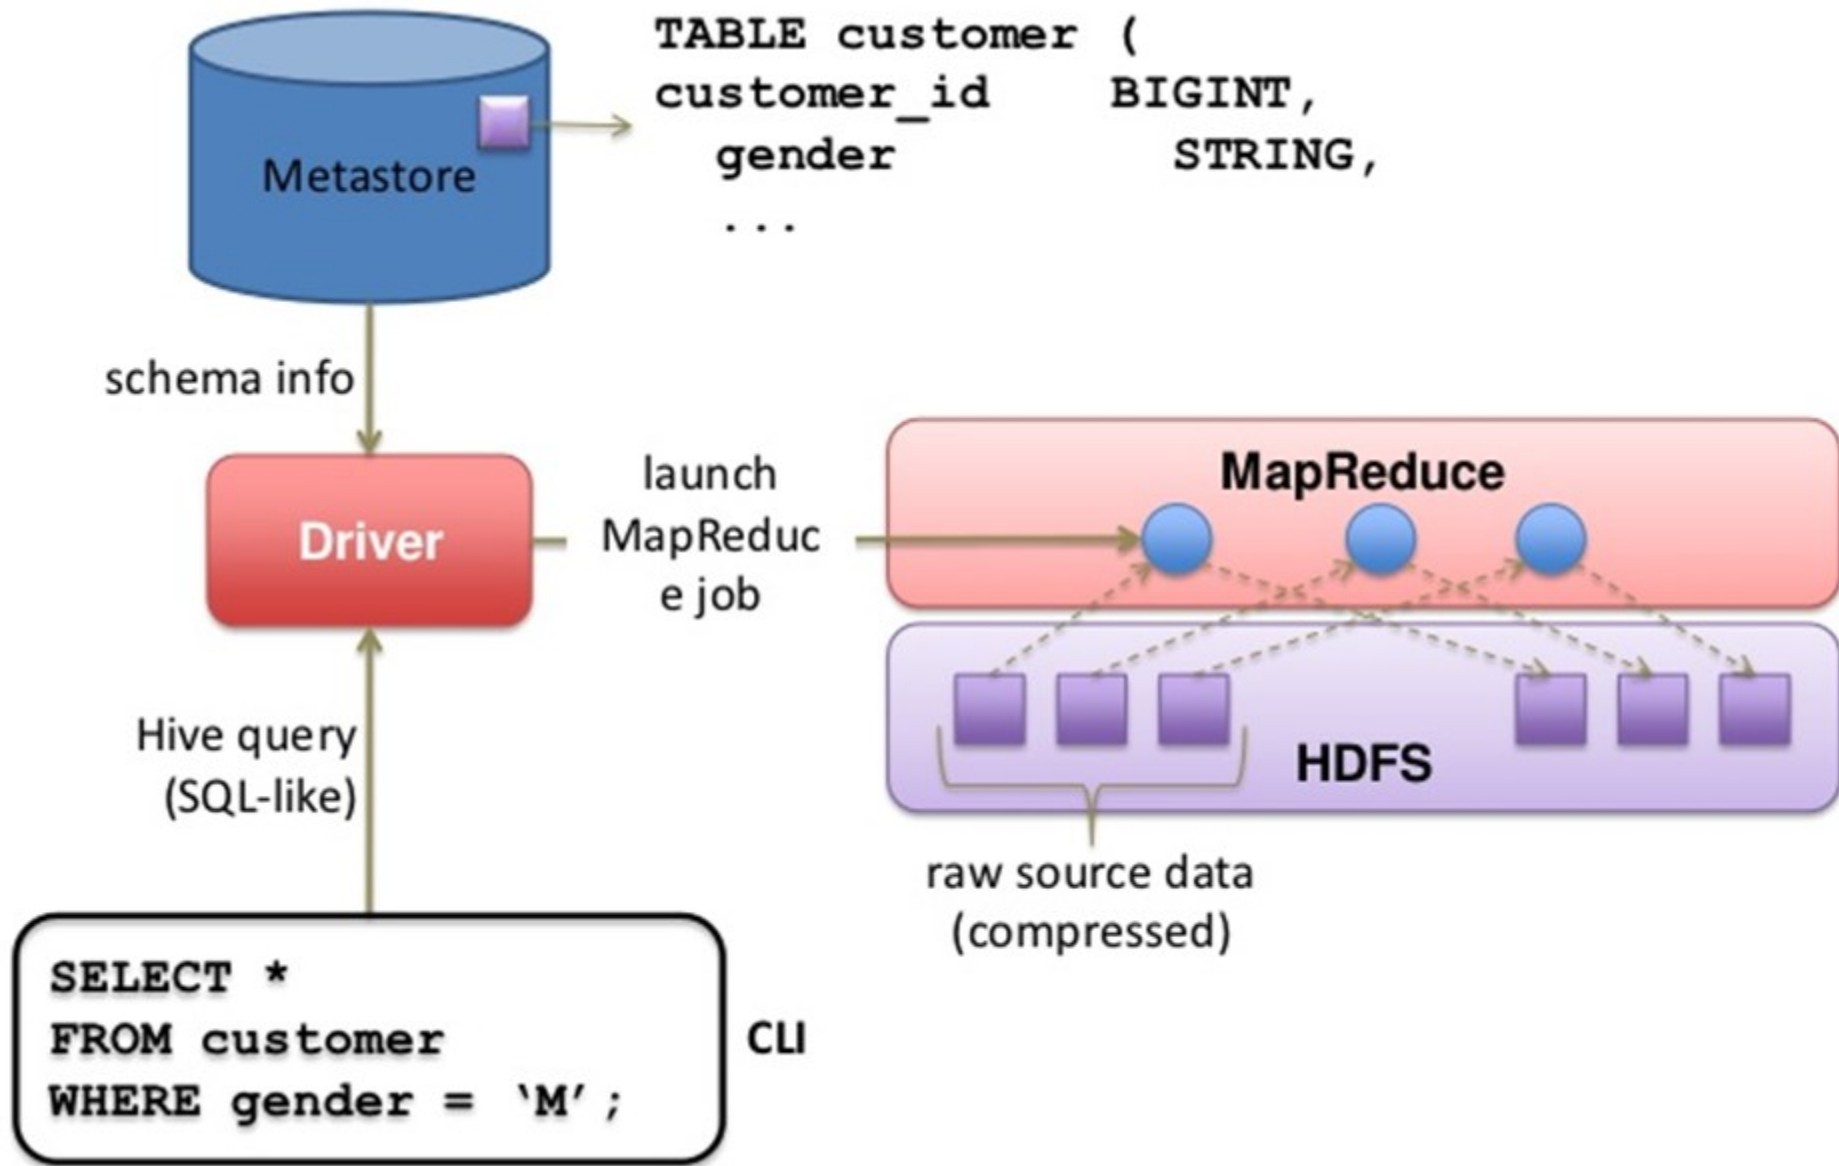 TABLE customer (
customer_id BIGINT,
gender STRING,
...
Metastore
schema info
Driver
launch
MapReduc
e job
MapReduce
HDFS
raw source data
(compressed)
Hive query
(SQL-like)
SELECT *
FROM customer
WHERE gender = ‘M’;
CLI